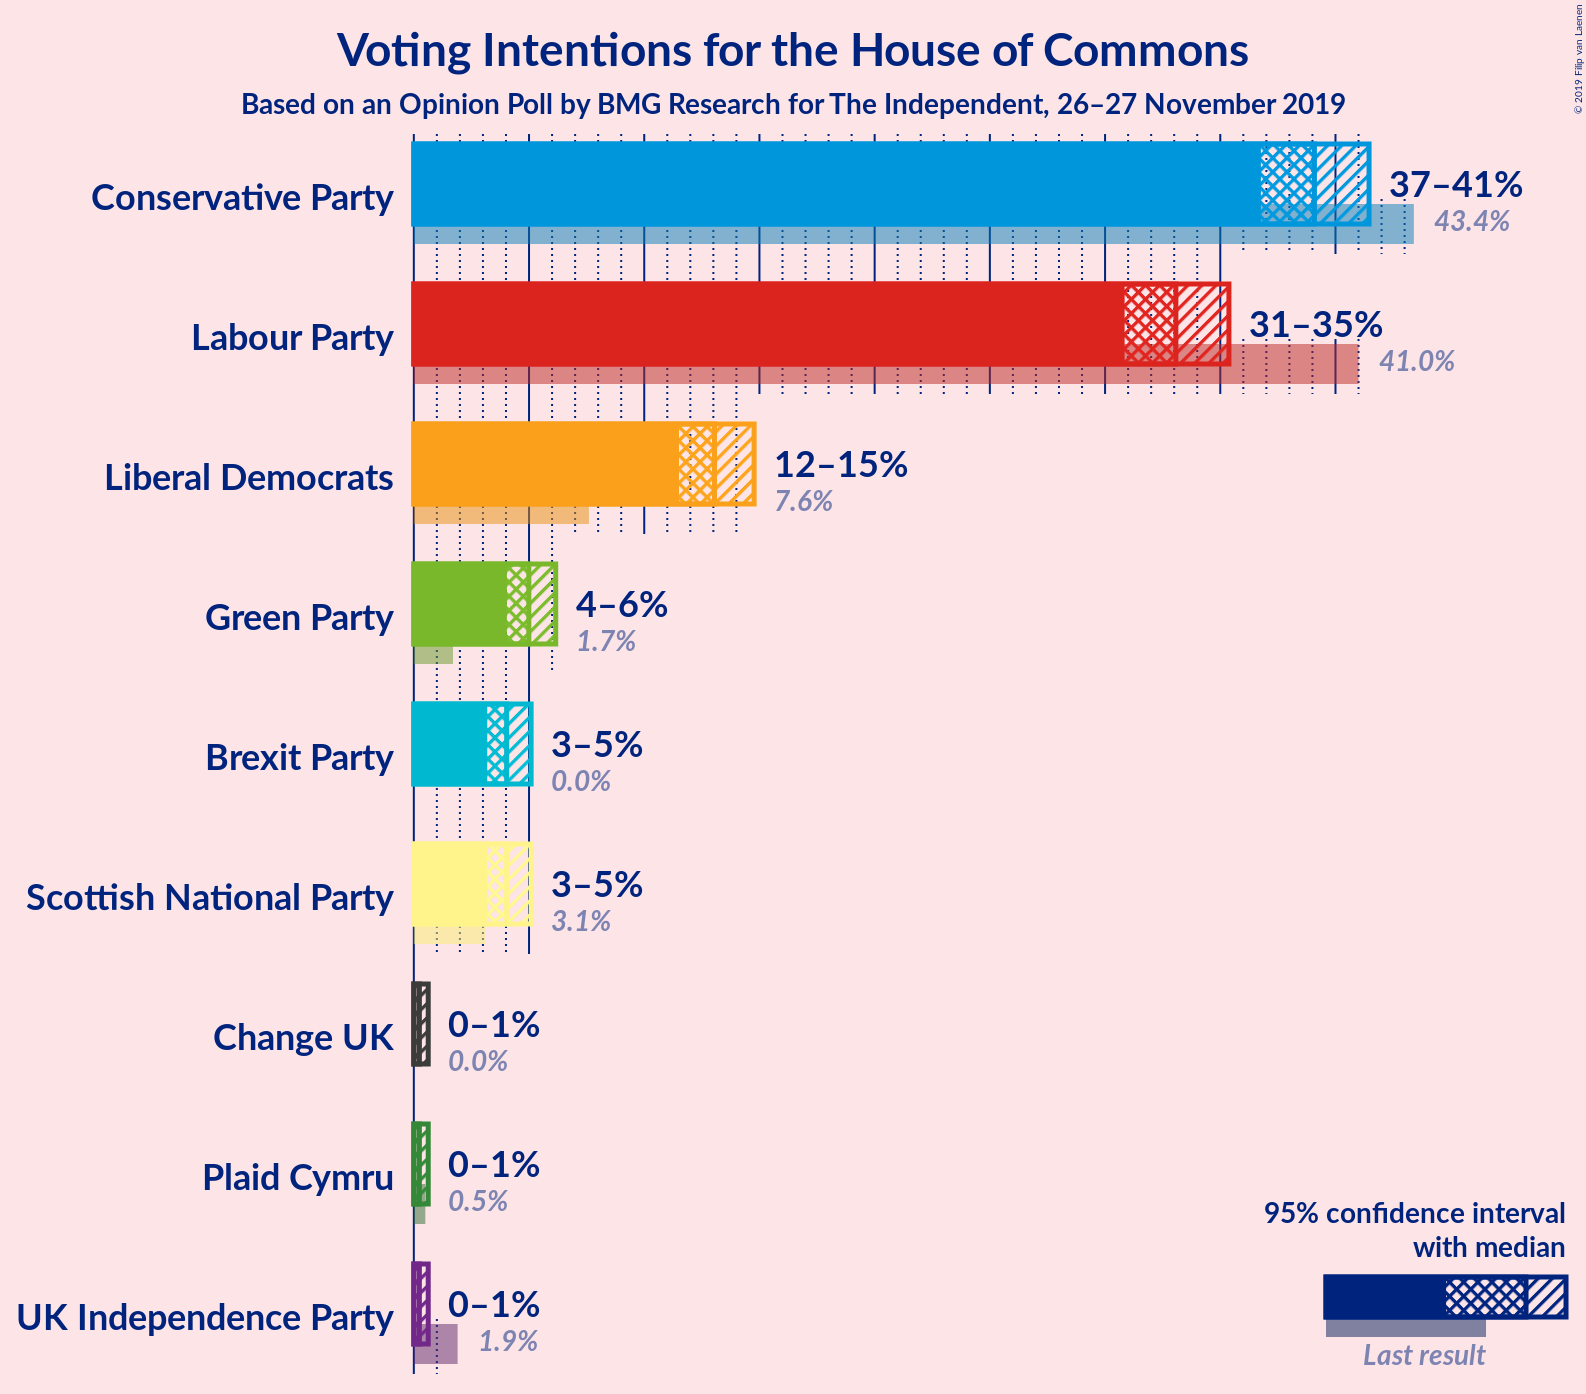 Voting Intentions for the House of Commons
Based on an Opinion Poll by BMG Research for The Independent, 26–27 November 2019
© 2019 Filip van Laenen
Conservative Party
37–41%
43.4%
Labour Party
31–35%
41.0%
Liberal Democrats
12–15%
7.6%
Green Party
4–6%
1.7%
Brexit Party
3–5%
0.0%
Scottish National Party
3–5%
3.1%
Change UK
0–1%
0.0%
Plaid Cymru
0–1%
0.5%
UK Independence Party
0–1%
1.9%
95% confidence interval
with median
Last result